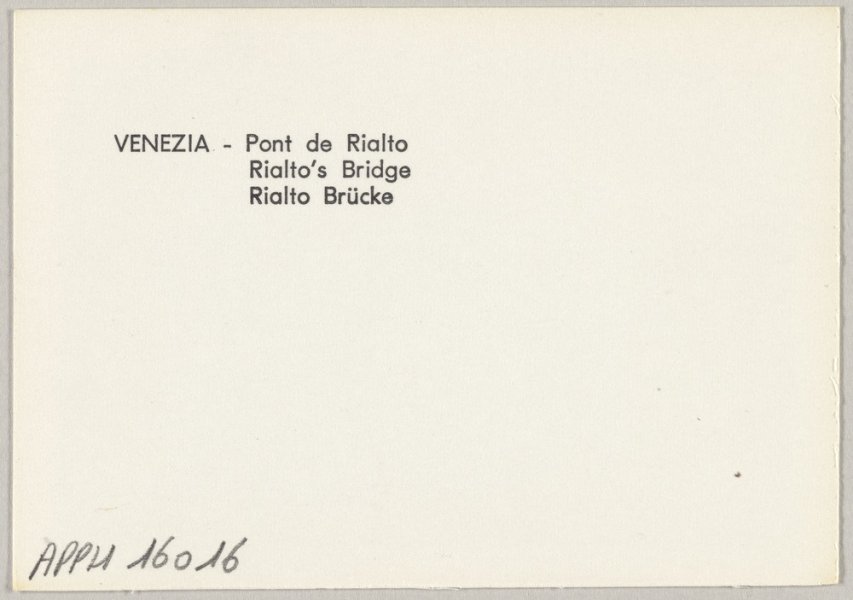 VENEZIA - Pont de Rialto
Rialto's Bridge
Rialto Brücke
APPH 16016